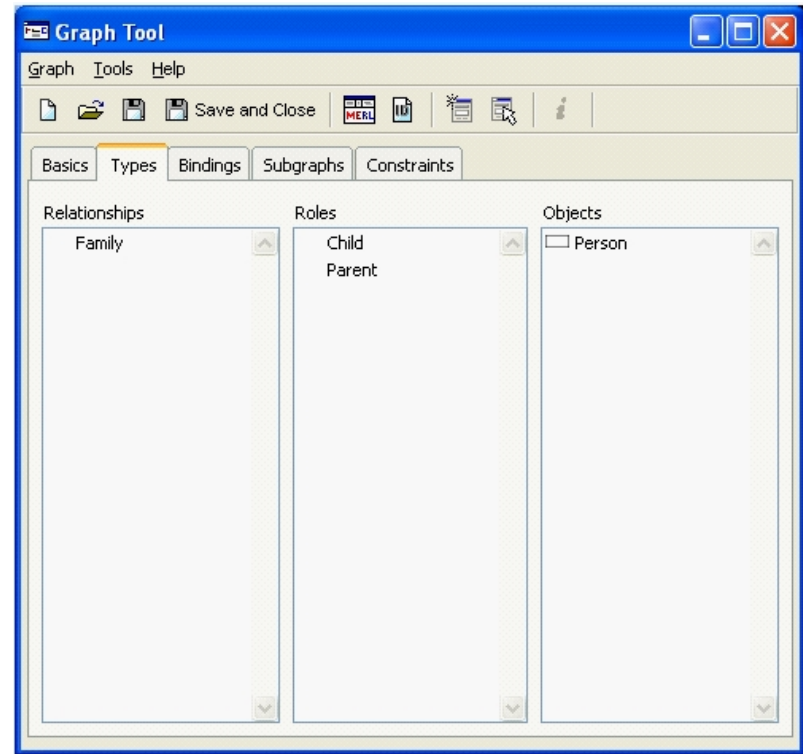 Graph Tool
Graph Tools Help
Save and Close MERL ID i
Basics Types Bindings Subgraphs Constraints
Relationships Roles Objects
Family Child Person
Parent